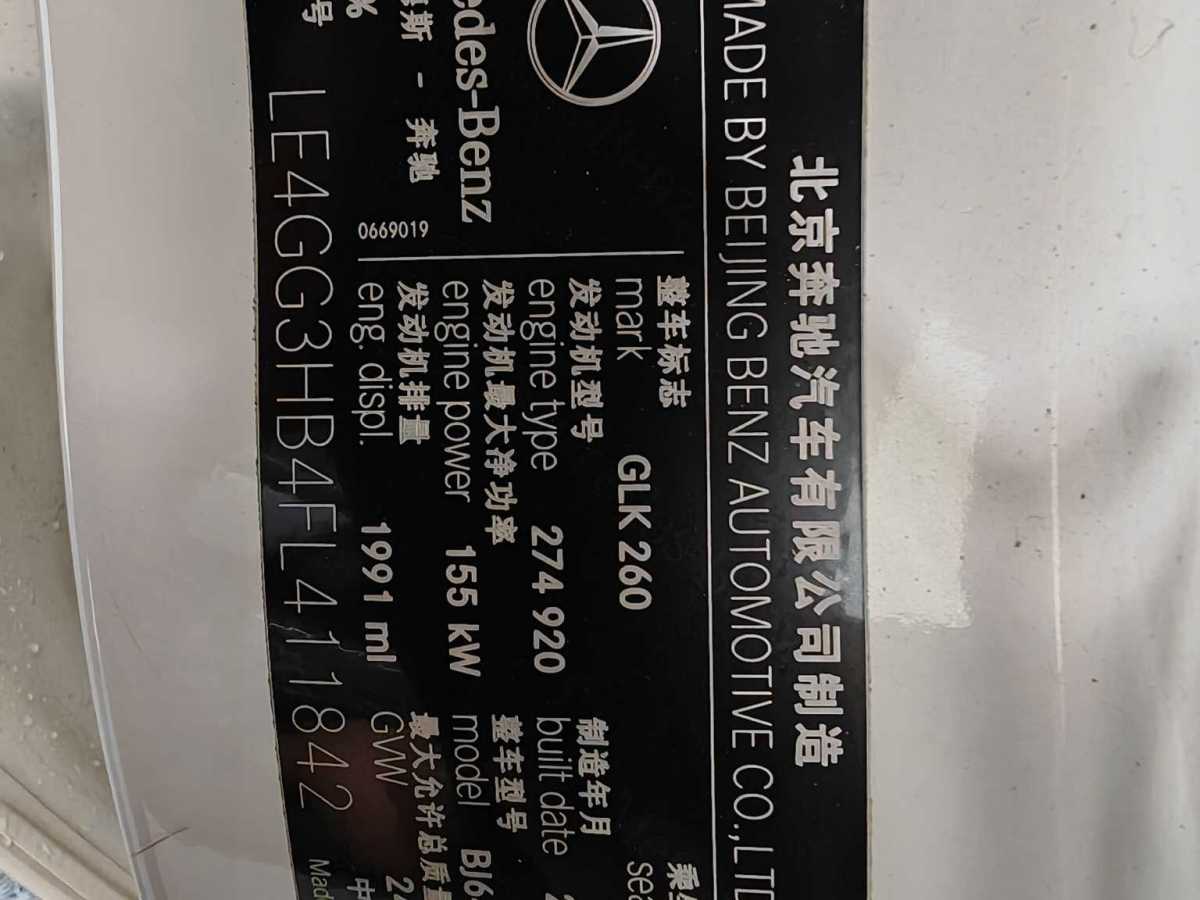 北京奔驰汽车有限公司制造
MADE BY BEIJING BENZ AUTOMOTIVE CO.,LTD
edes-Benz
斯 - 奔驰
0669019
整车标志
mark GLK 260
发动机型号
engine type 274 920
发动机最大净功率
engine power 155 kW
发动机排量
eng. displ. 1991 ml
制造年月
built date
整车型号
model BJ6
最大允许总质量
GVW
号 LE4GG3HB4FL411842